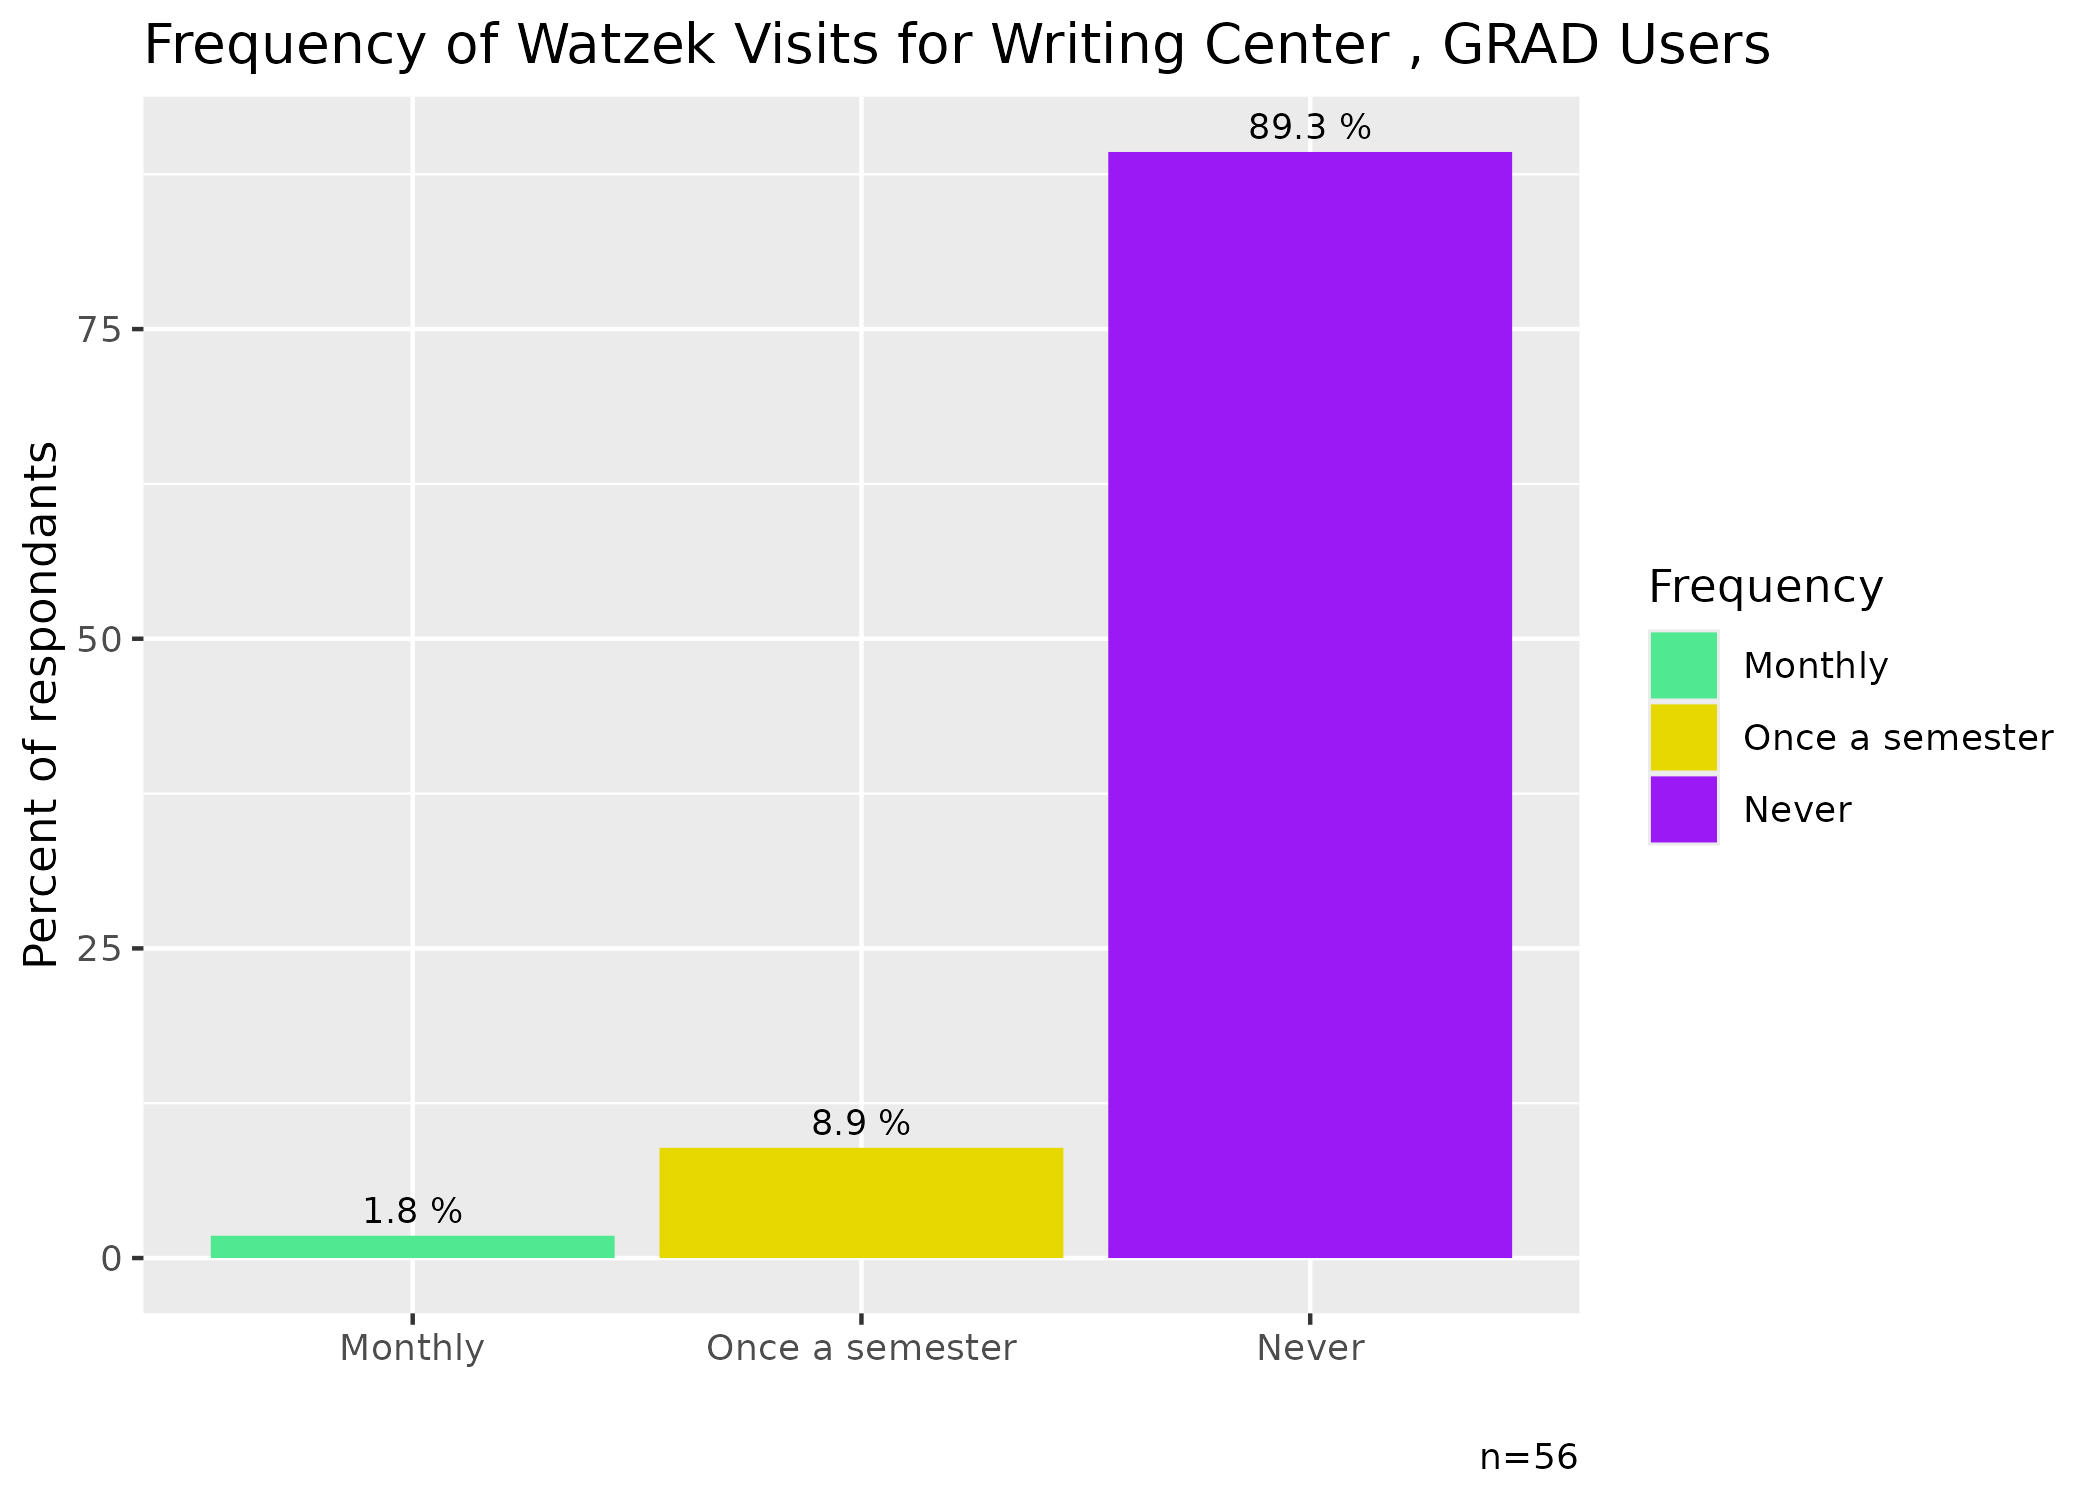 Frequency of Watzek Visits for Writing Center , GRAD Users
89.3 %
8.9 %
1.8 %
75
50
25
0
Percent of respondants
Monthly
Once a semester
Never
Frequency
Monthly
Once a semester
Never
n=56